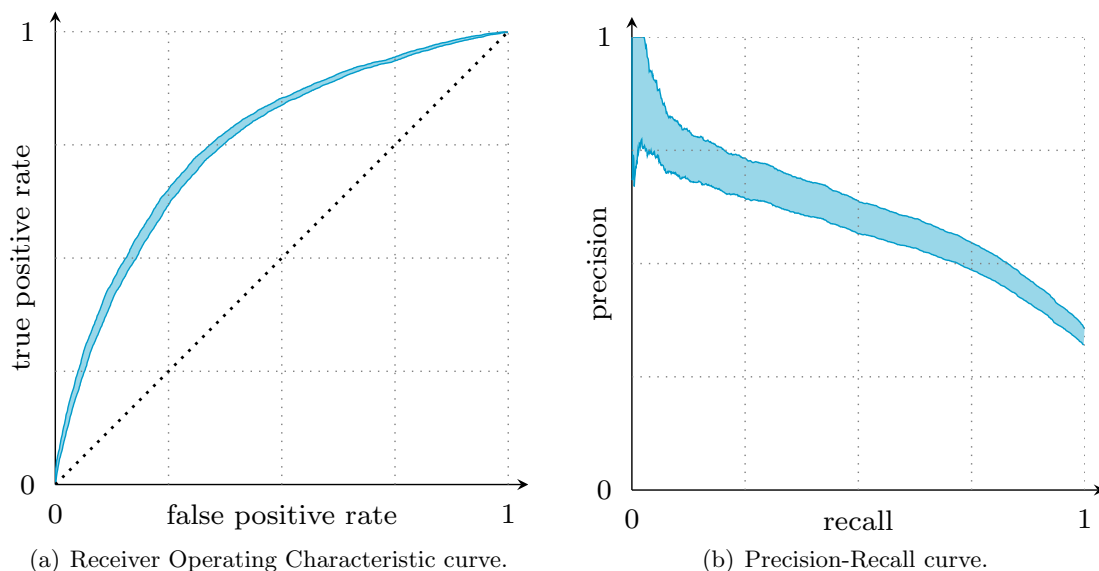 1
true positive rate
0
0
false positive rate
1
(a) Receiver Operating Characteristic curve.
1
precision
0
0
recall
1
(b) Precision-Recall curve.